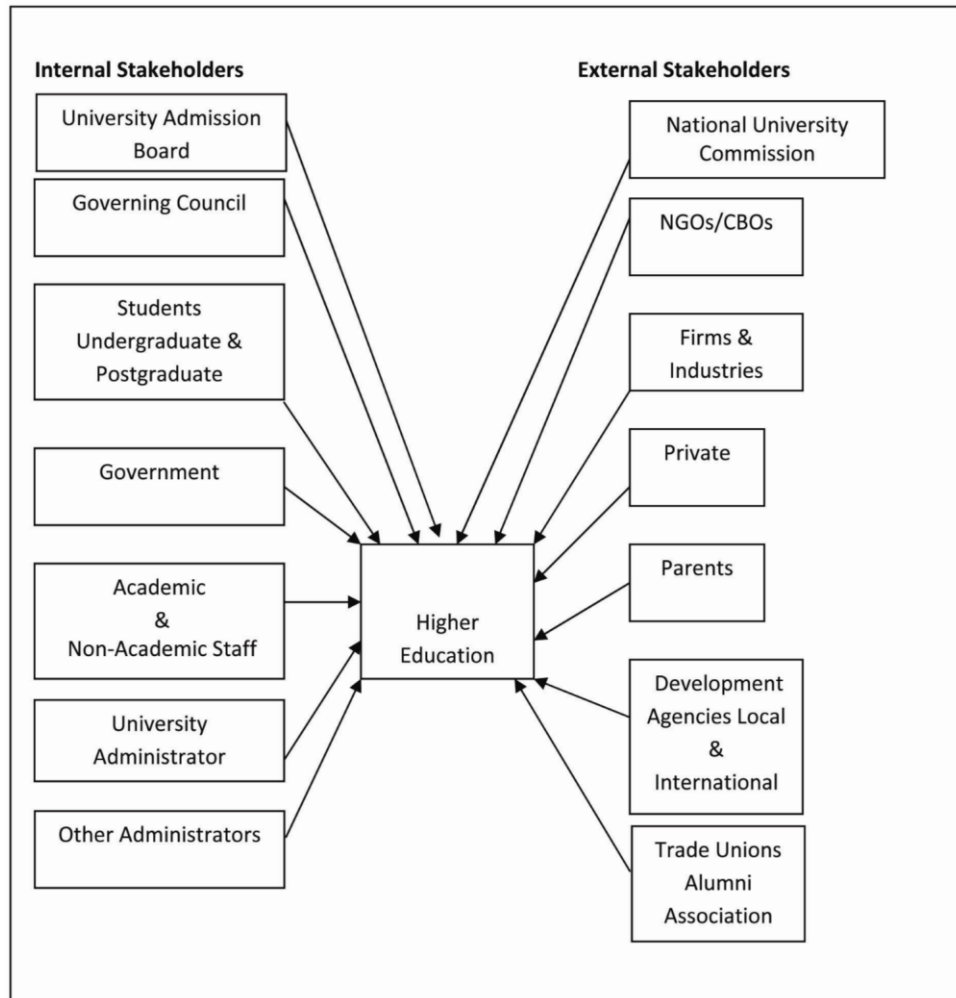 Internal Stakeholders
University Admission
Board
Governing Council
Students
Undergraduate &
Postgraduate
Government
Academic
&
Non-Academic Staff
University
Administrator
Other Administrators
Higher
Education
External Stakeholders
National University
Commission
NGOs/CBOs
Firms &
Industries
Private
Parents
Development
Agencies Local
&
International
Trade Unions
Alumni
Association